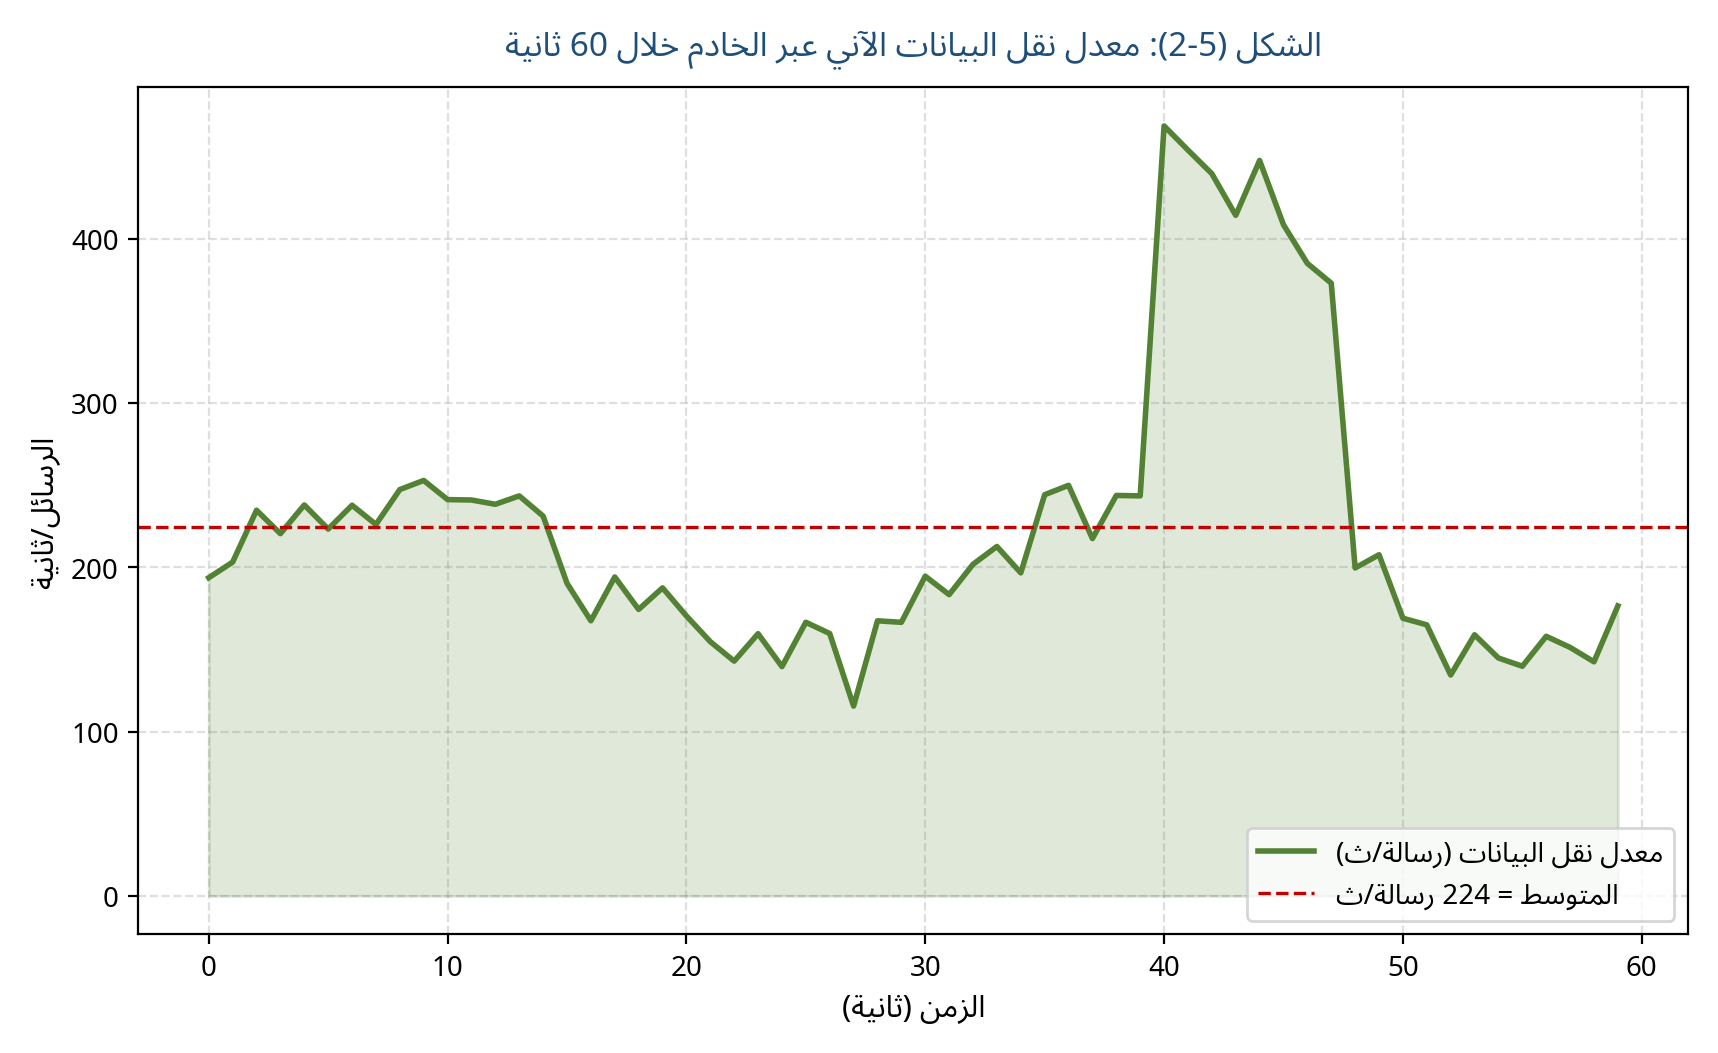 الشكل (5-2): معدل نقل البيانات الآني عبر الخادم خلال 60 ثانية
الرسائل/ثانية
400
300
200
100
0
0
10
20
30
40
50
60
الزمن (ثانية)
معدل نقل البيانات (رسالة/ث)
المتوسط = 224 رسالة/ث